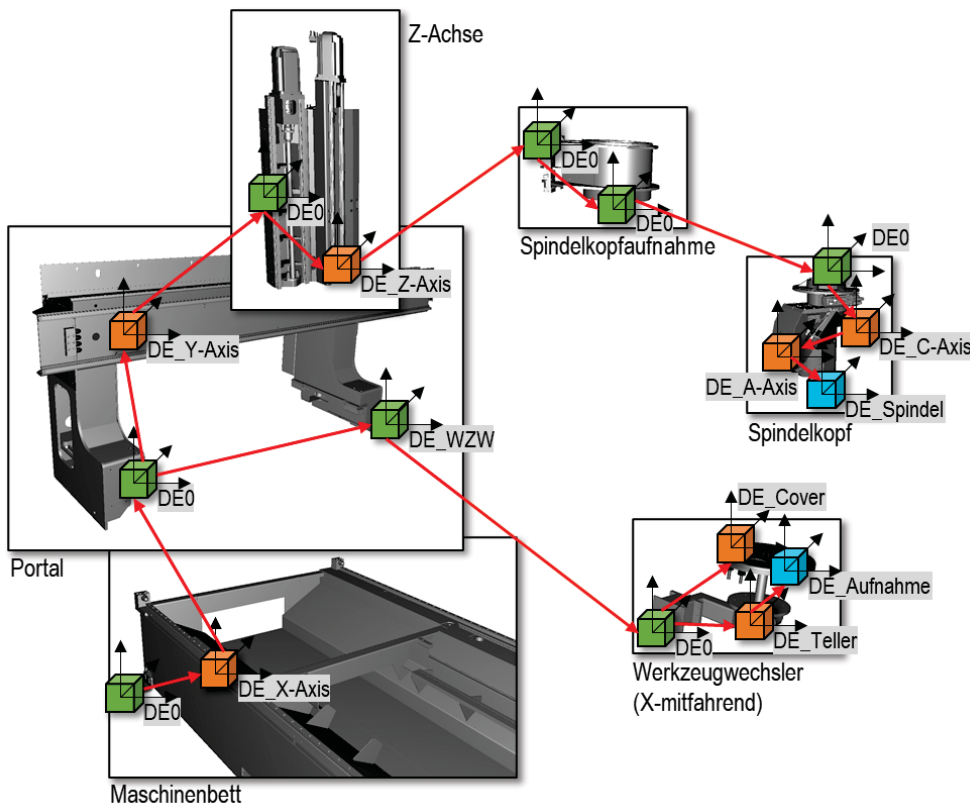 Z-Achse
DE0
DE_Z-Axis
DE0
DE0
Spindelkopfaufnahme
DE0
DE_C-Axis
DE_A-Axis
DE_Spindel
Spindelkopf
DE_Y-Axis
DE_WZW
DE0
Portal
DE_Cover
DE_Aufnahme
DE_Teller
DE0
Werkzeugwechsler
(X-mitfahrend)
DE_X-Axis
DE0
Maschinenbett